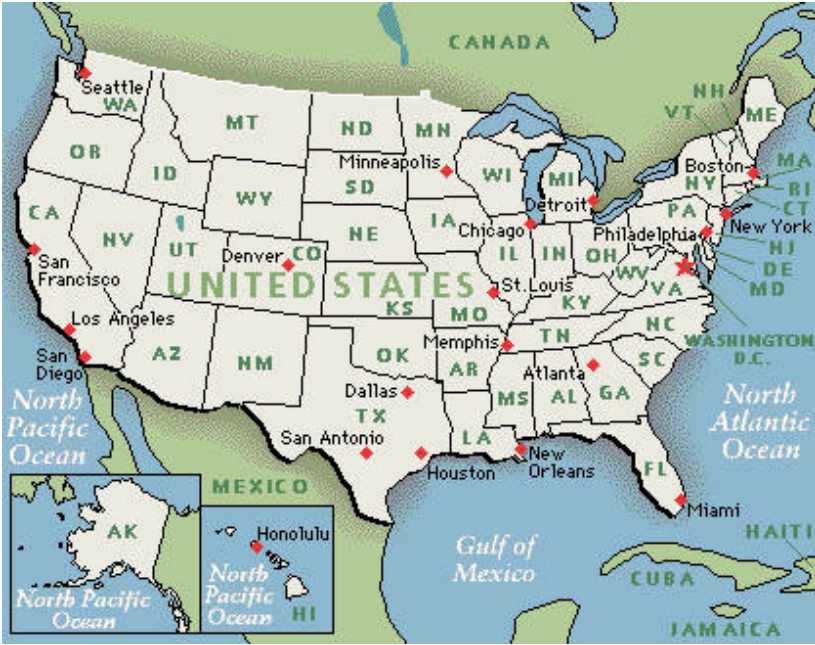 CANADA
NH
VT
ME
Seattle
WA
MT
ND
MN
OR
ID
Minneapolis
WI
MI
Boston
MA
NY
RI
SD
WY
Detroit
CT
CA
IA
PA
New York
NV
NE
Chicago
Philadelphia
NJ
UT
Denver
CO
IL
IN
OH
DE
San
Francisco
WV
MD
UNITED STATES
St.Louis
VA
KS
MO
KY
Los Angeles
NC
WASHINGTON
D.C.
TN
Memphis
AZ
NM
OK
AR
SC
San
Diego
Atlanta
Dallas
MS
AL
GA
North
Pacific
Ocean
TX
North
Atlantic
Ocean
San Antonio
LA
New
Orleans
Houston
FL
MEXICO
Miami
AK
Honolulu
HAITI
Gulf of
Mexico
North
Pacific
Ocean
CUBA
North Pacific
Ocean
HI
JAMAICA